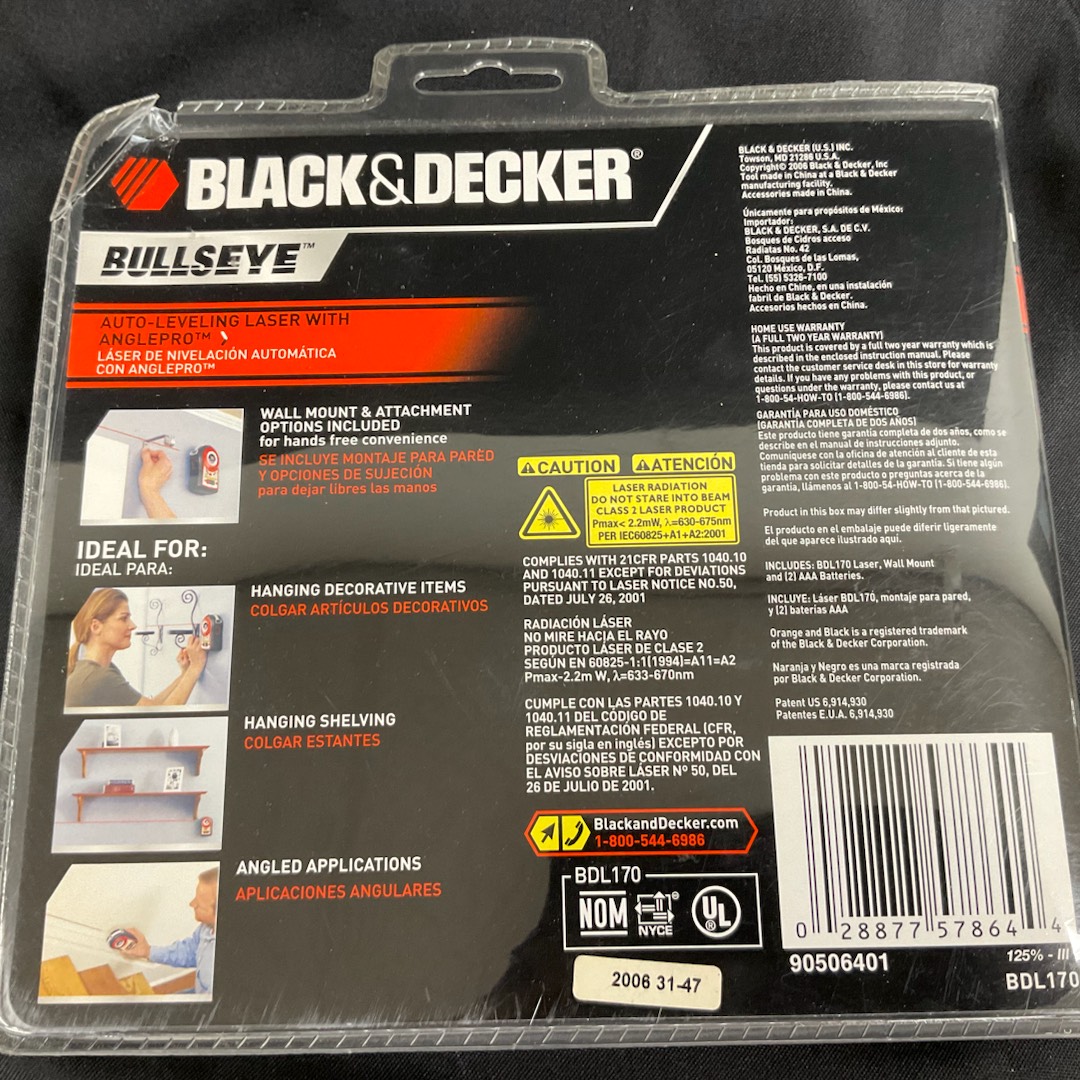 BLACK&DECKER®
BULLSEYE™
AUTO-LEVELING LASER WITH
ANGLEPRO™
LÁSER DE NIVELACIÓN AUTOMÁTICA
CON ANGLEPRO™
WALL MOUNT & ATTACHMENT
OPTIONS INCLUDED
for hands free convenience
SE INCLUYE MONTAJE PARA PARED
Y OPCIONES DE SUJECIÓN
para dejar libres las manos
IDEAL FOR:
IDEAL PARA:
HANGING DECORATIVE ITEMS
COLGAR ARTÍCULOS DECORATIVOS
HANGING SHELVING
COLGAR ESTANTES
ANGLED APPLICATIONS
APLICACIONES ANGULARES
CAUTION ATENCIÓN
LASER RADIATION
DO NOT STARE INTO BEAM
CLASS 2 LASER PRODUCT
Pmax< 2.2mW, λ=630-675nm
PER IEC60825+A1+A2:2001
COMPLIES WITH 21CFR PARTS 1040.10
AND 1040.11 EXCEPT FOR DEVIATIONS
PURSUANT TO LASER NOTICE NO.50,
DATED JULY 26, 2001
RADIACIÓN LÁSER
NO MIRE HACIA EL RAYO
PRODUCTO LÁSER DE CLASE 2
SEGÚN EN 60825-1:1(1994)=A11=A2
Pmax-2.2m W, λ=633-670nm
CUMPLE CON LAS PARTES 1040.10 Y
1040.11 DEL CÓDIGO DE
REGLAMENTACIÓN FEDERAL (CFR,
por su sigla en inglés) EXCEPTO POR
DESVIACIONES DE CONFORMIDAD CON
EL AVISO SOBRE LÁSER Nº 50, DEL
26 DE JULIO DE 2001.
BlackandDecker.com
1-800-544-6986
BDL170
NOM
NYCE
UL
2006 31-47
BLACK & DECKER (U.S.) INC.
Towson, MD 21286 U.S.A.
Copyright© 2006 Black & Decker, Inc
Tool made in China at a Black & Decker
manufacturing facility.
Accessories made in China.
Únicamente para propósitos de México:
Importador:
BLACK & DECKER, S.A. DE C.V.
Bosques de Cidros acceso
Radiatas No. 42
Col. Bosques de las Lomas,
05120 México, D.F.
Tel. (55) 5326-7100
Hecho en Chine, en una instalación
fabril de Black & Decker.
Accesorios hechos en China.
HOME USE WARRANTY
(A FULL TWO YEAR WARRANTY)
This product is covered by a full two year warranty which is
described in the enclosed instruction manual. Please
contact the customer service desk in this store for warranty
details. If you have any problems with this product, or
questions under the warranty, please contact us at
1-800-54-HOW-TO (1-800-544-6986).
GARANTÍA PARA USO DOMÉSTICO
(GARANTÍA COMPLETA DE DOS AÑOS)
Este producto tiene garantía completa de dos años, como se
describe en el manual de instrucciones adjunto.
Comuníquese con la oficina de atención al cliente de esta
tienda para solicitar detalles de la garantía. Si tiene algún
problema con este producto o preguntas acerca de la
garantía, llámenos al 1-800-54-HOW-TO (1-800-544-6986).
Product in this box may differ slightly from that pictured.
El producto en el embalaje puede diferir ligeramente
del que aparece ilustrado aquí.
INCLUDES: BDL170 Laser, Wall Mount
and (2) AAA Batteries.
INCLUYE: Láser BDL170, montaje para pared,
y (2) baterías AAA
Orange and Black is a registered trademark
of the Black & Decker Corporation.
Naranja y Negro es una marca registrada
por Black & Decker Corporation.
Patent US 6,914,930
Patentes E.U.A. 6,914,930
0 28877 57864 4
90506401
125% - III
BDL170